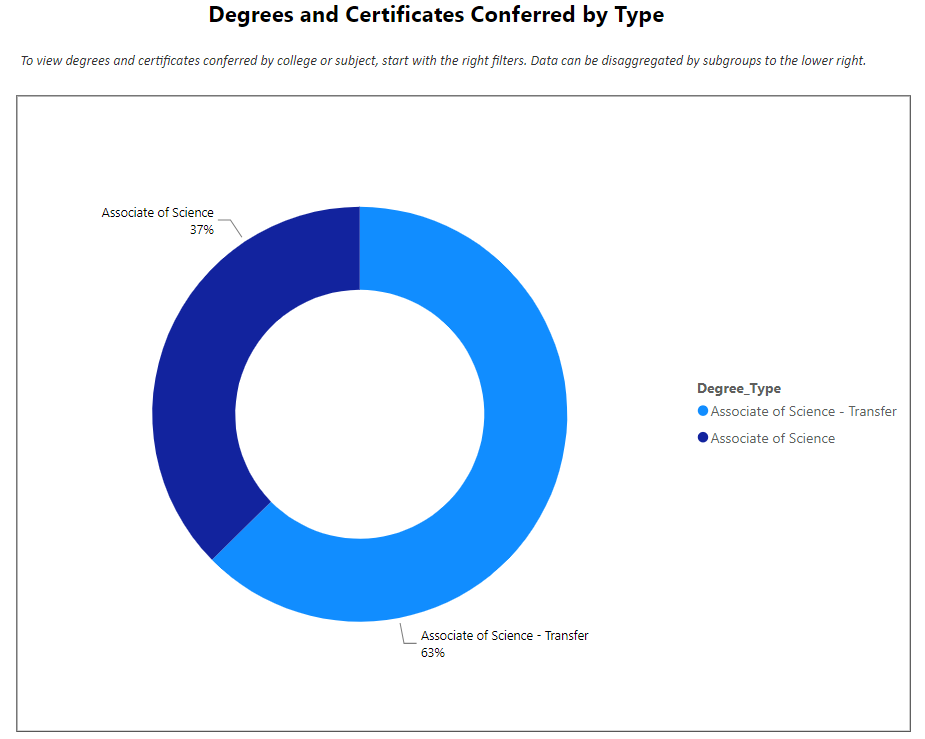 Degrees and Certificates Conferred by Type
To view degrees and certificates conferred by college or subject, start with the right filters. Data can be disaggregated by subgroups to the lower right.
Associate of Science
37%
Degree_Type
Associate of Science - Transfer
Associate of Science
Associate of Science - Transfer
63%